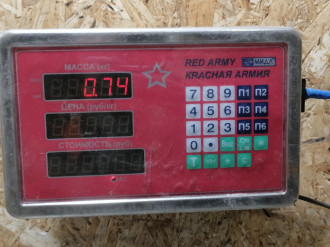 МАССА (кг)
0.74
ЦЕНА (руб/кг)
СТОИМОСТЬ (руб)
RED ARMY
КРАСНАЯ АРМИЯ
7 8 9 П1 П2
4 5 6 П3 П4
1 2 3 П5 П6
0 •